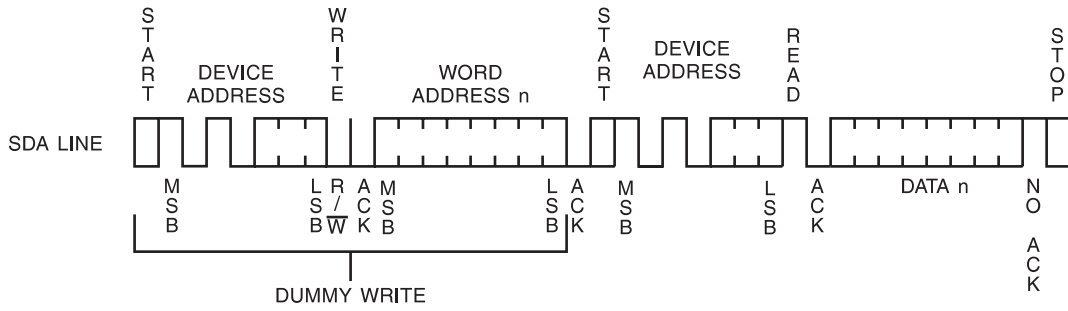 START
DEVICE
ADDRESS
WRITE
WORD
ADDRESS n
START
DEVICE
ADDRESS
READ
STOP
SDA LINE
MSB
LSB
R/W
ACK
MSB
LSB
ACK
MSB
LSB
ACK
DATA n
NO ACK
DUMMY WRITE